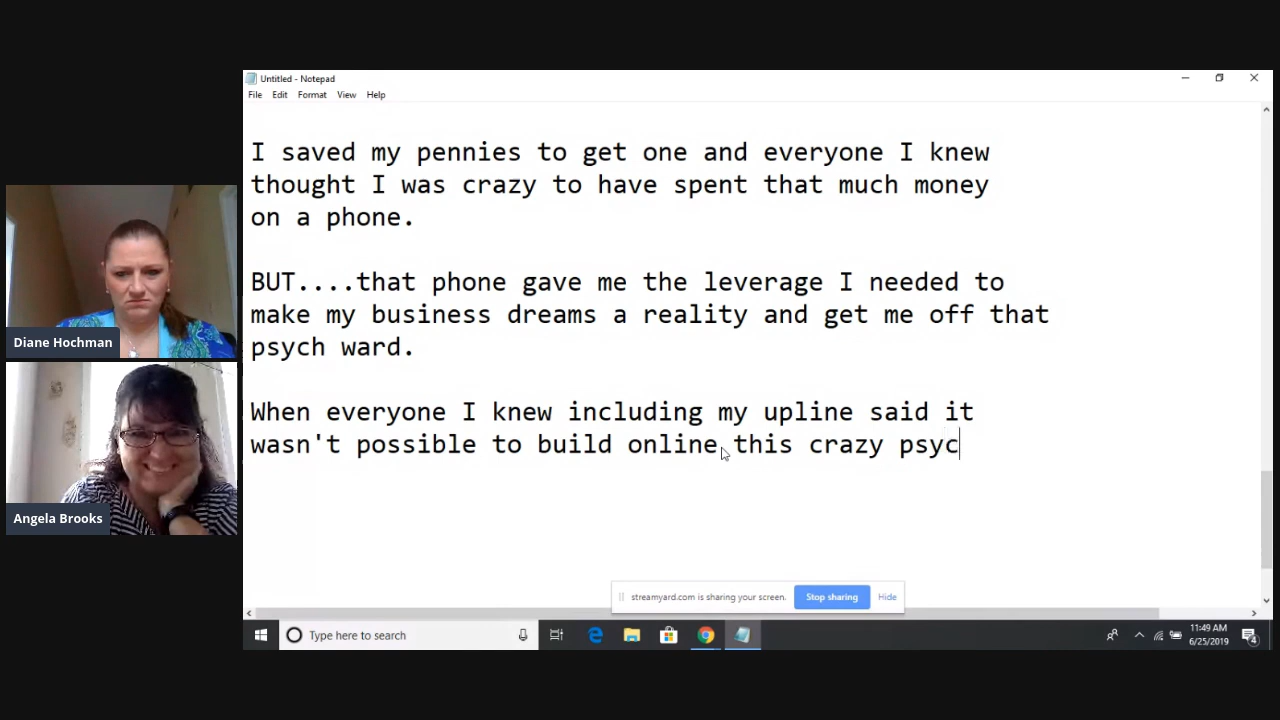 Untitled - Notepad
File Edit Format View Help
I saved my pennies to get one and everyone I knew
thought I was crazy to have spent that much money
on a phone.
BUT....that phone gave me the leverage I needed to
make my business dreams a reality and get me off that
psych ward.
When everyone I knew including my upline said it
wasn't possible to build online this crazy psyc
Diane Hochman
Angela Brooks
streamyard.com is sharing your screen. Stop sharing Hide
Type here to search
11:49 AM
6/25/2019
4